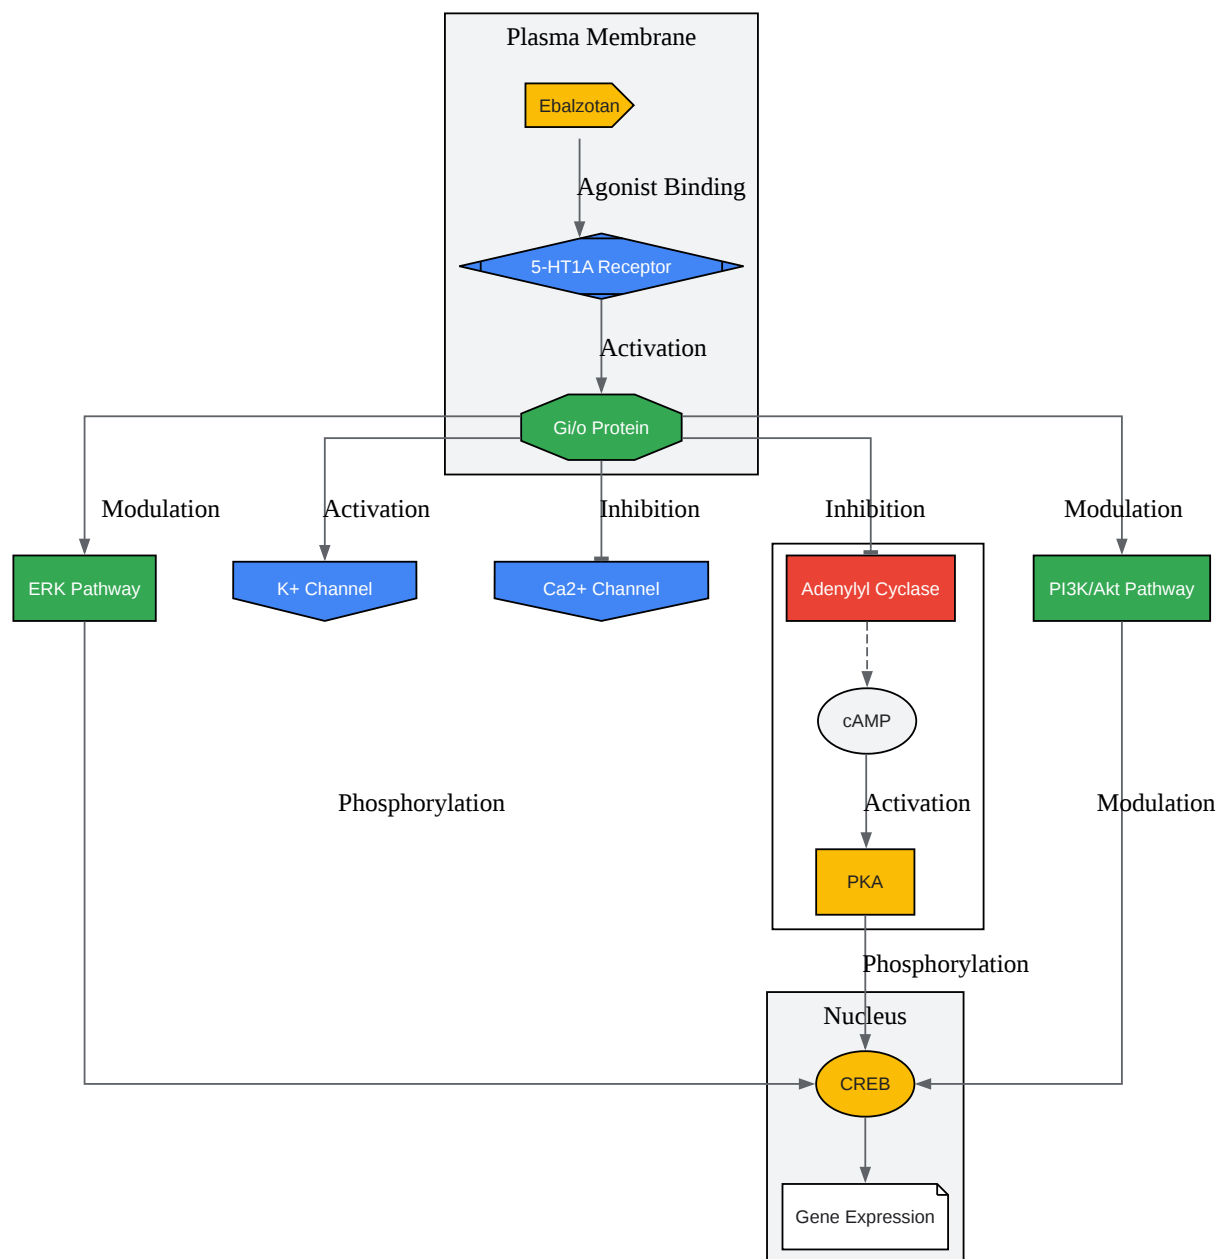 Plasma Membrane
Ebalzotan
Agonist Binding
5-HT1A Receptor
Activation
Gi/o Protein
Modulation
Activation
Inhibition
Inhibition
Modulation
ERK Pathway
K+ Channel
Ca2+ Channel
Adenylyl Cyclase
PI3K/Akt Pathway
cAMP
Phosphorylation
Activation
Modulation
PKA
Phosphorylation
Nucleus
CREB
Gene Expression